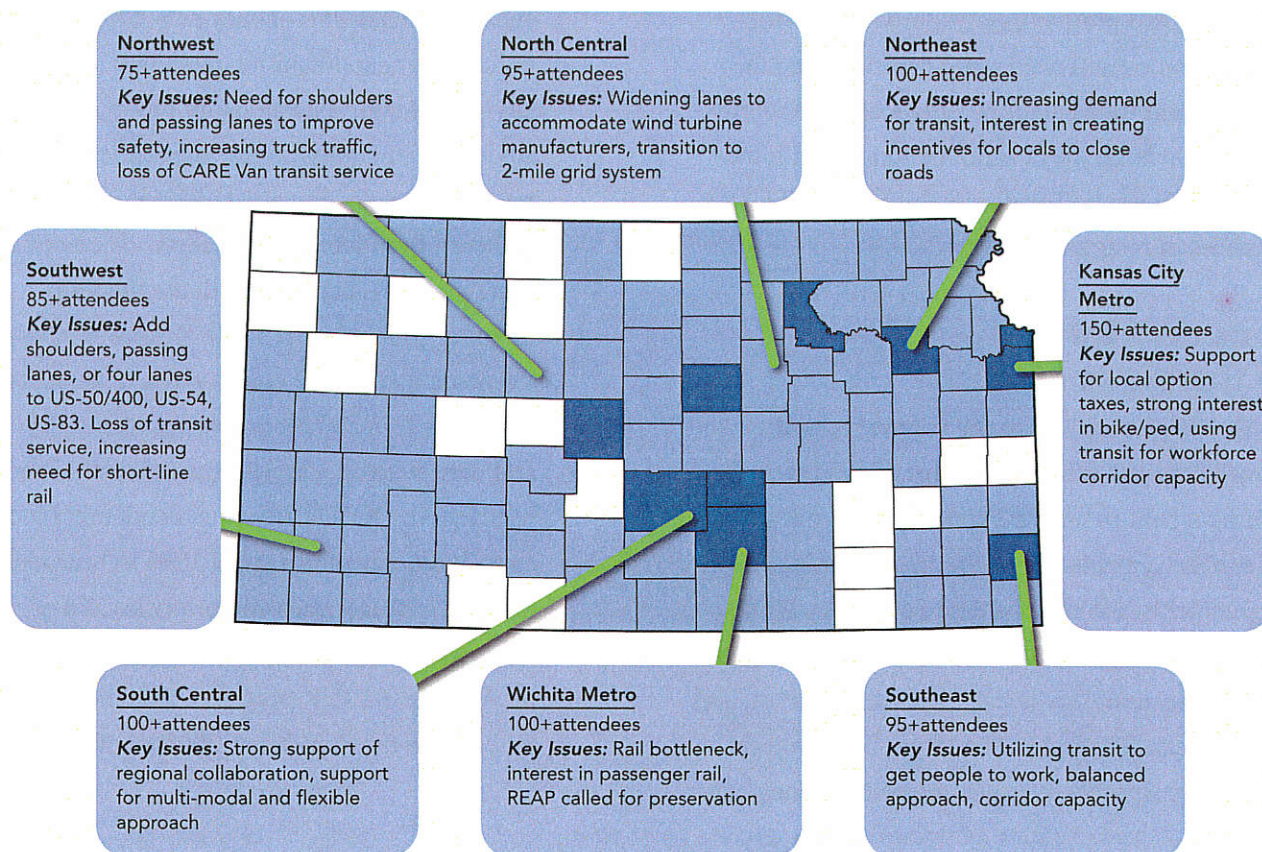 Northwest
75+attendees
Key Issues: Need for shoulders
and passing lanes to improve
safety, increasing truck traffic,
loss of CARE Van transit service
North Central
95+attendees
Key Issues: Widening lanes to
accommodate wind turbine
manufacturers, transition to
2-mile grid system
Northeast
100+attendees
Key Issues: Increasing demand
for transit, interest in creating
incentives for locals to close
roads
Southwest
85+attendees
Key Issues: Add
shoulders, passing
lanes, or four lanes
to US-50/400, US-54,
US-83. Loss of transit
service, increasing
need for short-line
rail
Kansas City
Metro
150+attendees
Key Issues: Support
for local option
taxes, strong interest
in bike/ped, using
transit for workforce
corridor capacity
South Central
100+attendees
Key Issues: Strong support of
regional collaboration, support
for multi-modal and flexible
approach
Wichita Metro
100+attendees
Key Issues: Rail bottleneck,
interest in passenger rail,
REAP called for preservation
Southeast
95+attendees
Key Issues: Utilizing transit to
get people to work, balanced
approach, corridor capacity